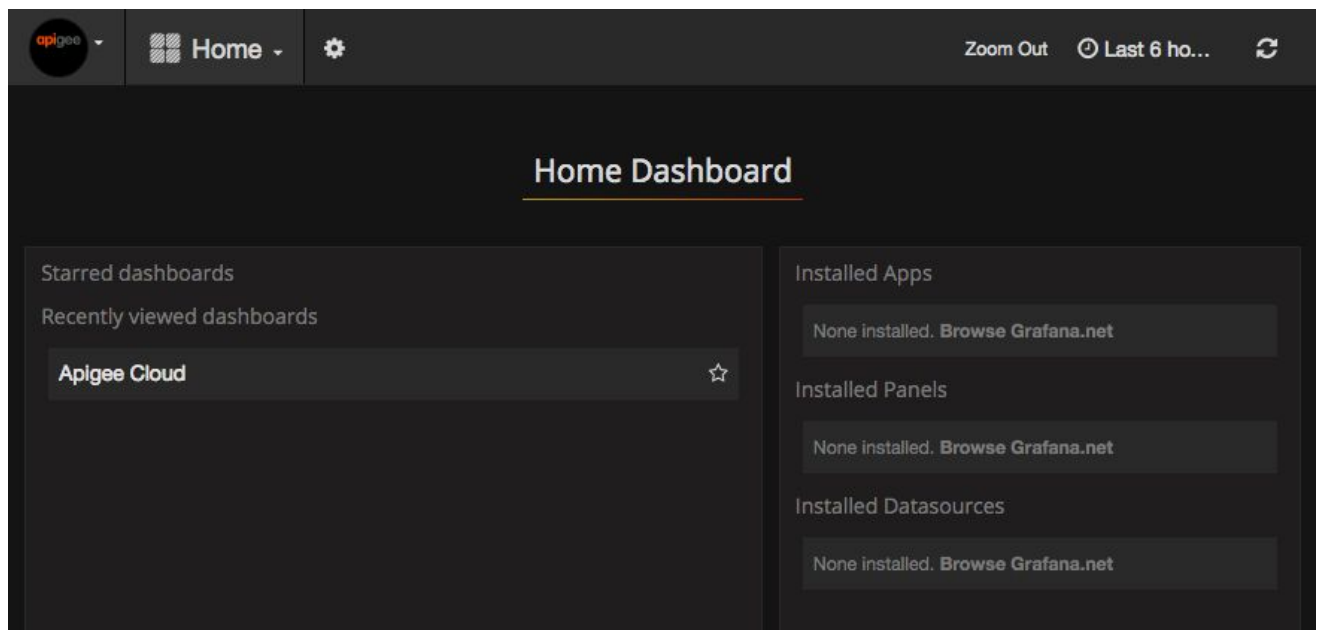 apigee
Home
Zoom Out
Last 6 ho...
Home Dashboard
Starred dashboards
Recently viewed dashboards
Apigee Cloud
Installed Apps
None installed. Browse Grafana.net
Installed Panels
None installed. Browse Grafana.net
Installed Datasources
None installed. Browse Grafana.net